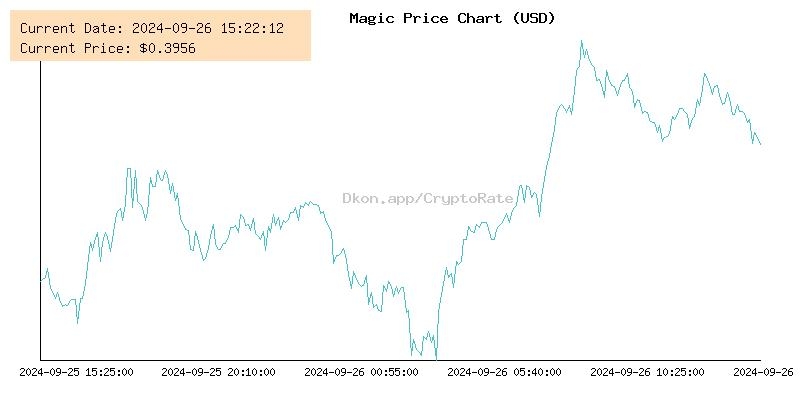 Magic Price Chart (USD)
Current Date: 2024-09-26 15:22:12
Current Price: $0.3956
Dkon.app/CryptoRate
2024-09-25 15:25:00 2024-09-25 20:10:00 2024-09-26 00:55:00 2024-09-26 05:40:00 2024-09-26 10:25:00 2024-09-26